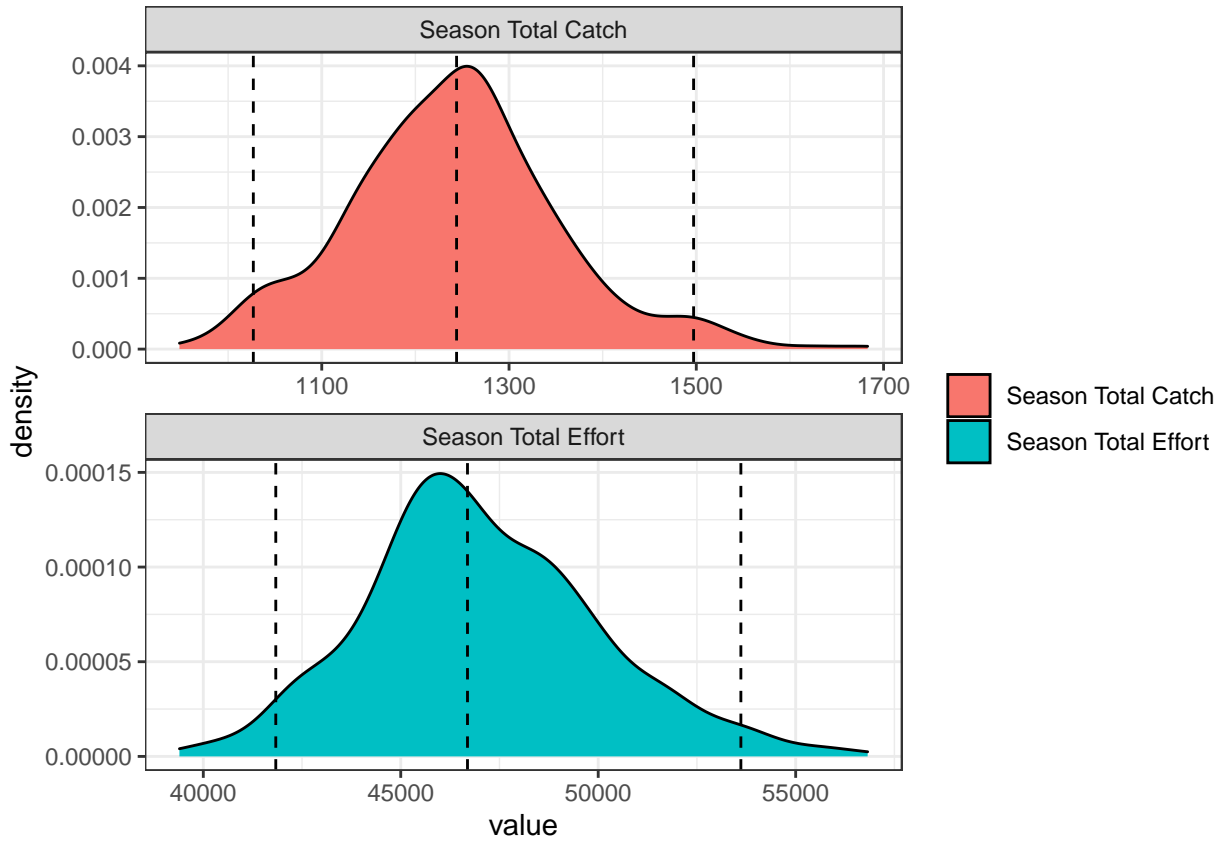 Season Total Catch
0.004
0.003
0.002
0.001
0.000
1100 1300 1500 1700
density
Season Total Catch
Season Total Effort
Season Total Effort
0.00015
0.00010
0.00005
0.00000
40000 45000 50000 55000
value